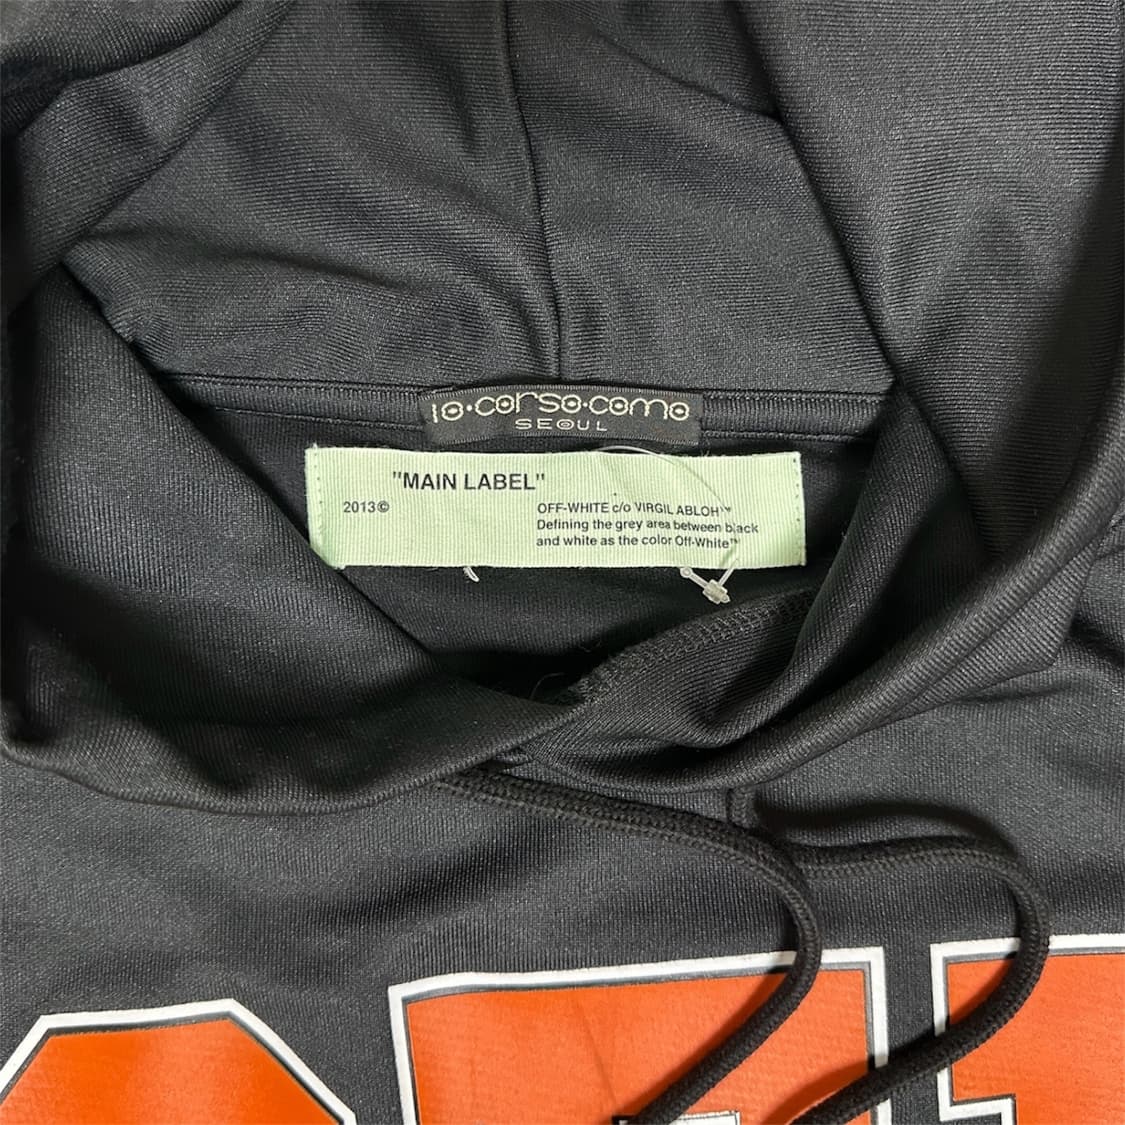 10·corso·como
SEOUL
"MAIN LABEL"
2013©
OFF-WHITE c/o VIRGIL ABLOH™
Defining the grey area between black
and white as the color Off-White™